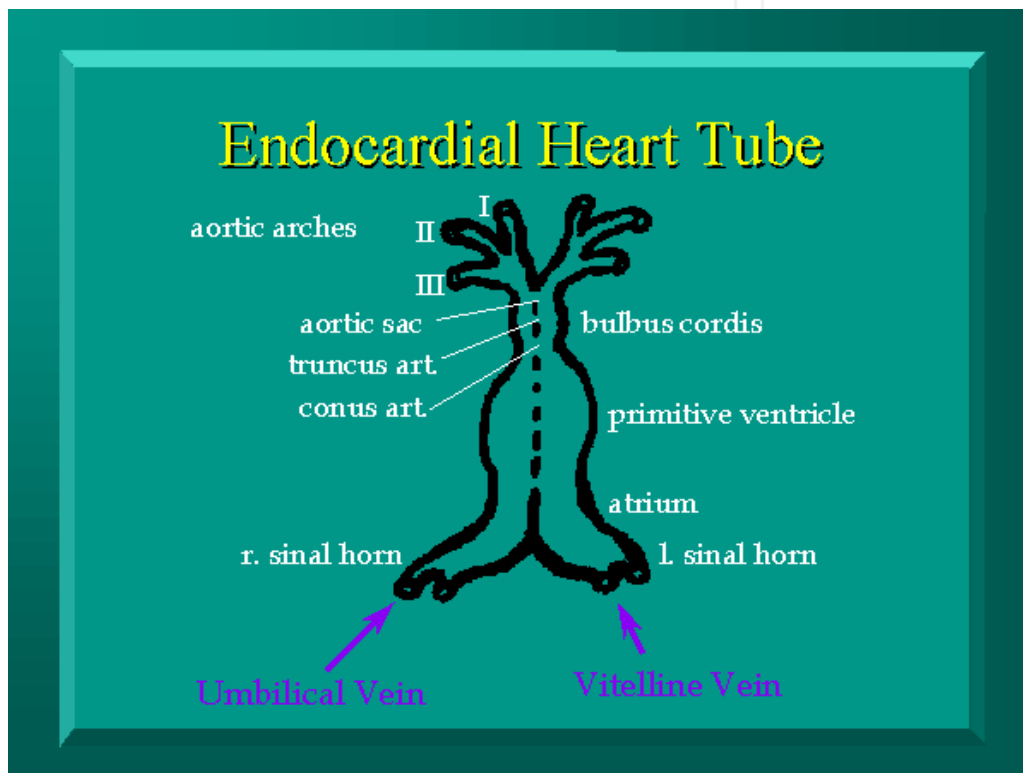 Endocardial Heart Tube
I
aortic arches II
III
aortic sac bulbus cordis
truncus art.
conus art.
primitive ventricle
atrium
r. sinal horn l. sinal horn
Umbilical Vein Vitelline Vein